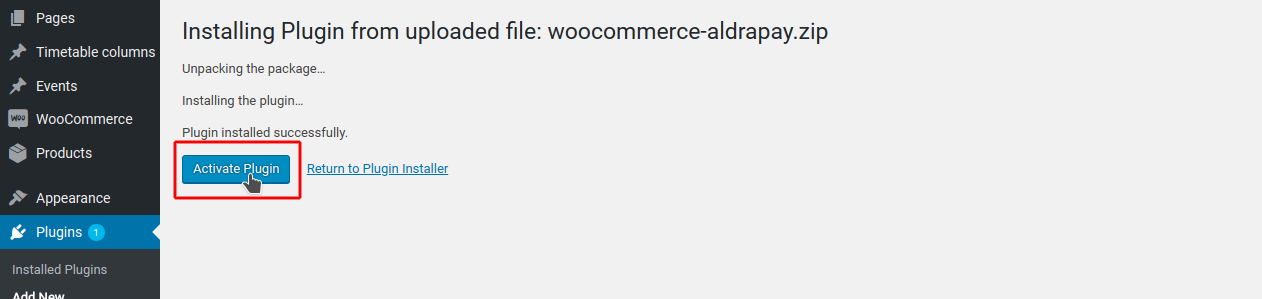 Pages
Timetable columns
Events
WOO WooCommerce
Products
Appearance
Plugins 1
Installed Plugins
Add New
Installing Plugin from uploaded file: woocommerce-aldrapay.zip
Unpacking the package…
Installing the plugin…
Plugin installed successfully.
Activate Plugin Return to Plugin Installer